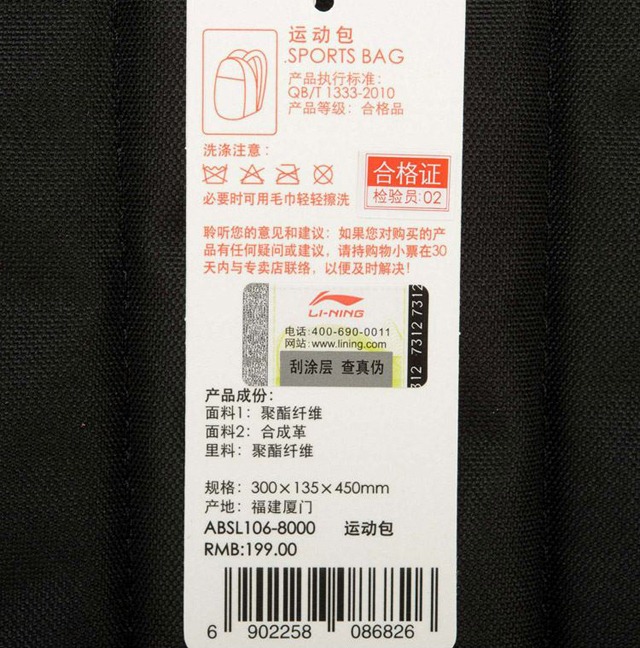 运动包
SPORTS BAG
产品执行标准：
QB/T 1333-2010
产品等级：合格品
洗涤注意：
必要时可用毛巾轻轻擦洗
合格证
检验员:02
聆听您的意见和建议：如果您对购买的产
品有任何疑问或建议，请持购物小票在30
天内与专卖店联络，以便及时解决！
LI-NING
电话:400-690-0011
网站:www.lining.com
刮涂层 查真伪
312 7312 7312
产品成份：
面料1：聚酯纤维
面料2：合成革
里料：聚酯纤维
规格：300×135×450mm
产地：福建厦门
ABSL106-8000 运动包
RMB:199.00
6 902258 086826